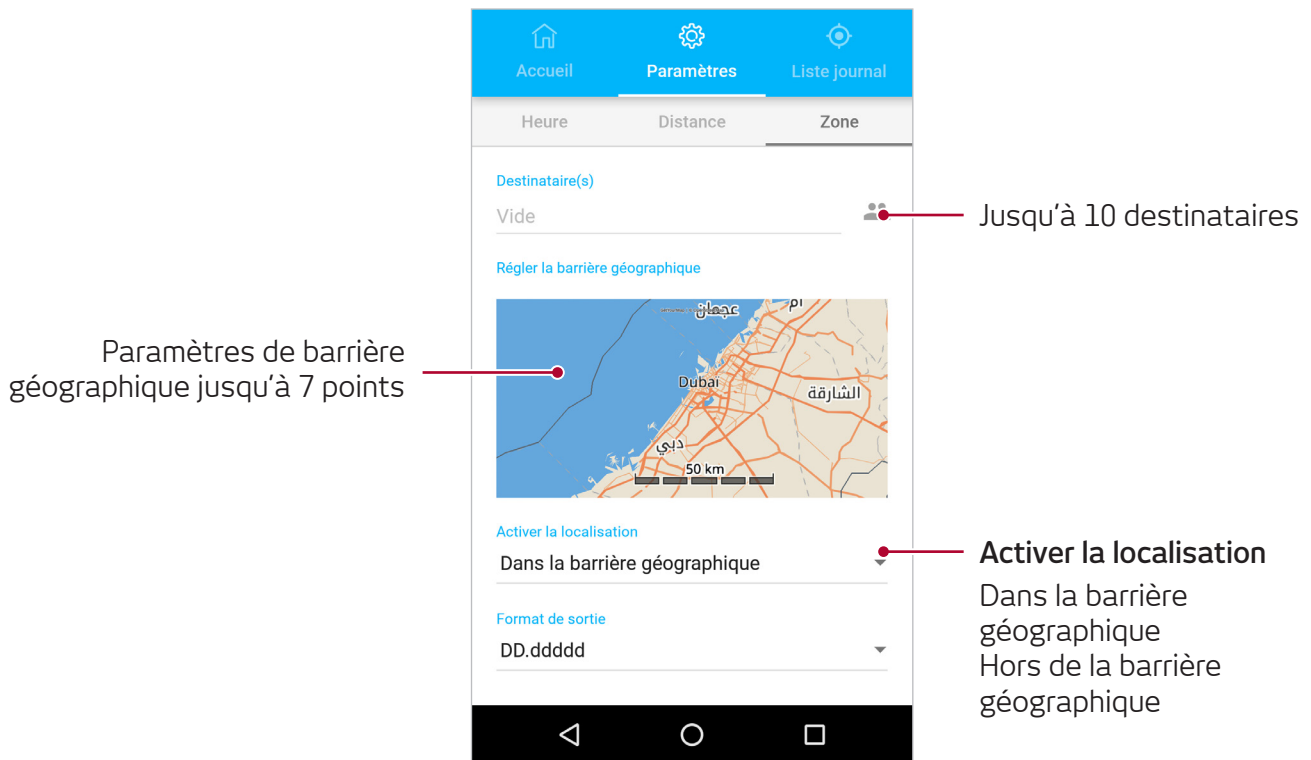 Accueil
Paramètres
Liste journal
Heure
Distance
Zone
Destinataire(s)
Vide
Jusqu'à 10 destinataires
Régler la barrière géographique
Paramètres de barrière
géographique jusqu'à 7 points
عجمان
Dubaï
الشارقة
دبي
50 km
Activer la localisation
Dans la barrière géographique
Activer la localisation
Dans la barrière
géographique
Hors de la barrière
géographique
Format de sortie
DD.ddddd